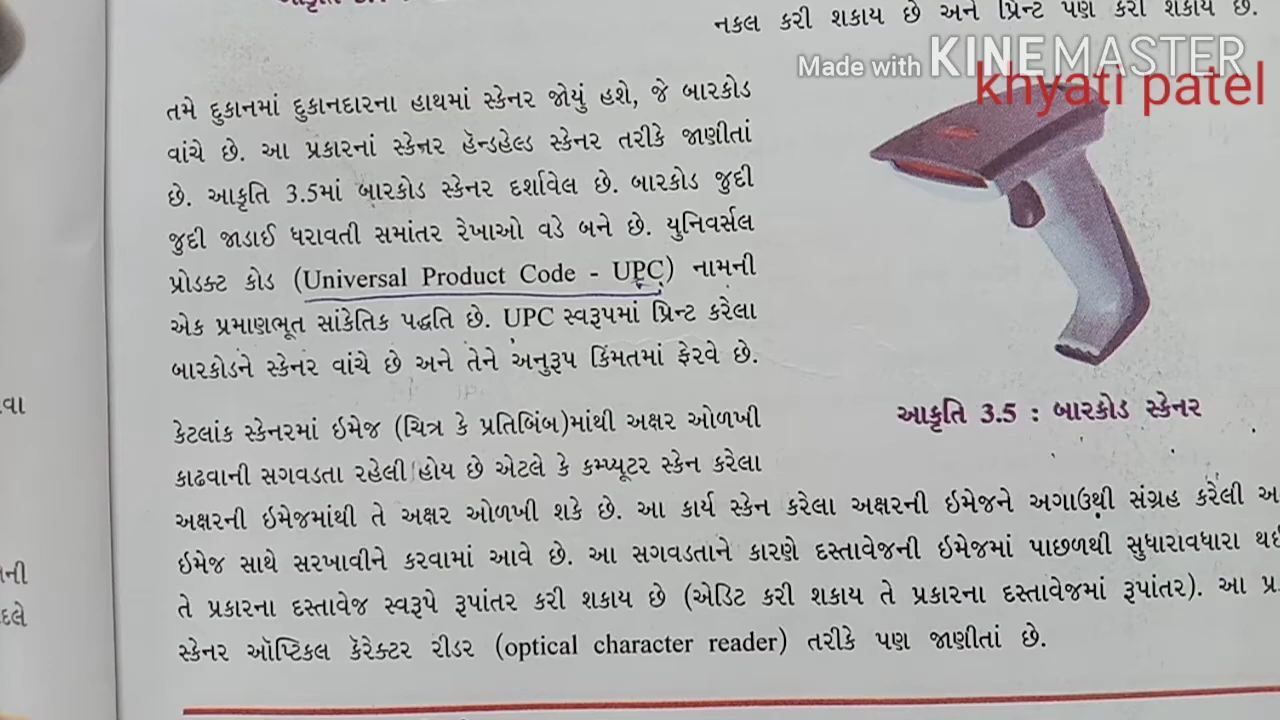 નકલ કરી શકાય છે અને પ્રિન્ટ પણ કરી શકાય છે.
Made with KINEMASTER
khyati patel
તમે દુકાનમાં દુકાનદારના હાથમાં સ્કેનર જોયું હશે, જે બારકોડ
વાંચે છે. આ પ્રકારનાં સ્કેનર હૅન્ડહેલ્ડ સ્કેનર તરીકે જાણીતાં
છે. આકૃતિ 3.5માં બારકોડ સ્કેનર દર્શાવેલ છે. બારકોડ જુદી
જુદી જાડાઈ ધરાવતી સમાંતર રેખાઓ વડે બને છે. યુનિવર્સલ
પ્રોડક્ટ કોડ (Universal Product Code - UPC) નામની
એક પ્રમાણભૂત સાંકેતિક પદ્ધતિ છે. UPC સ્વરૂપમાં પ્રિન્ટ કરેલા
બારકોડને સ્કેનર વાંચે છે અને તેને અનુરૂપ કિંમતમાં ફેરવે છે.
આકૃતિ 3.5 : બારકોડ સ્કેનર
કેટલાંક સ્કેનરમાં ઇમેજ (ચિત્ર કે પ્રતિબિંબ)માંથી અક્ષર ઓળખી
કાઢવાની સગવડતા રહેલી હોય છે એટલે કે કમ્પ્યૂટર સ્કેન કરેલા
અક્ષરની ઇમેજમાંથી તે અક્ષર ઓળખી શકે છે. આ કાર્ય સ્કેન કરેલા અક્ષરની ઇમેજને અગાઉથી સંગ્રહ કરેલી
ઇમેજ સાથે સરખાવીને કરવામાં આવે છે. આ સગવડતાને કારણે દસ્તાવેજની ઇમેજમાં પાછળથી સુધારાવધારા
તે પ્રકારના દસ્તાવેજ સ્વરૂપે રૂપાંતર કરી શકાય છે (એડિટ કરી શકાય તે પ્રકારના દસ્તાવેજમાં રૂપાંતર). આ
સ્કેનર ઑપ્ટિકલ કૅરેક્ટર રીડર (optical character reader) તરીકે પણ જાણીતાં છે.